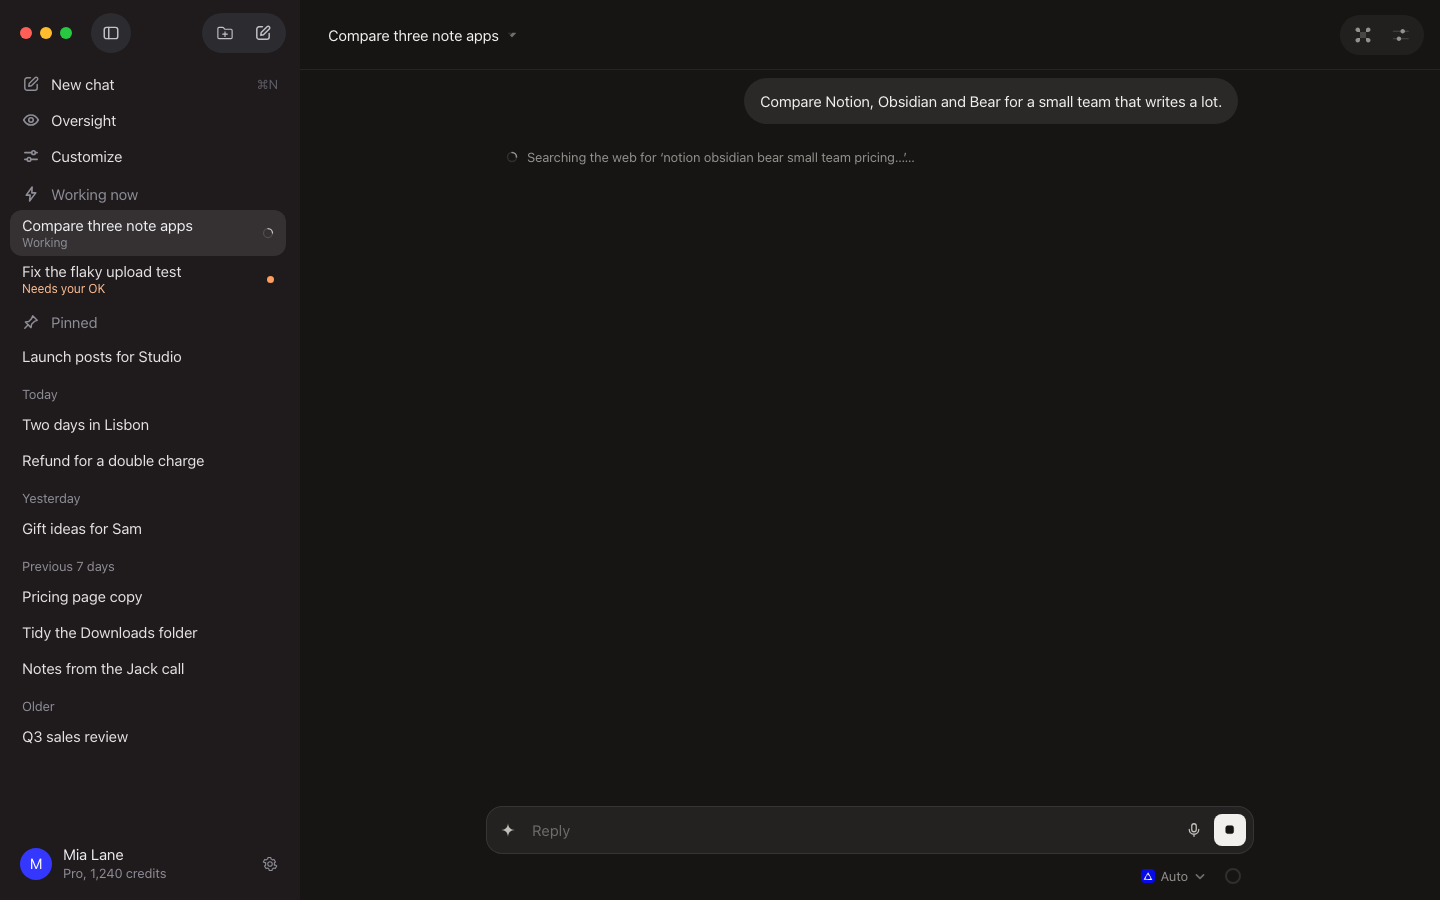 New chat
⌘N
Oversight
Customize
Working now
Compare three note apps
Working
Fix the flaky upload test
Needs your OK
Pinned
Launch posts for Studio
Today
Two days in Lisbon
Refund for a double charge
Yesterday
Gift ideas for Sam
Previous 7 days
Pricing page copy
Tidy the Downloads folder
Notes from the Jack call
Older
Q3 sales review
M
Mia Lane
Pro, 1,240 credits
Compare three note apps
Compare Notion, Obsidian and Bear for a small team that writes a lot.
Searching the web for ‘notion obsidian bear small team pricing…’…
Reply
Auto